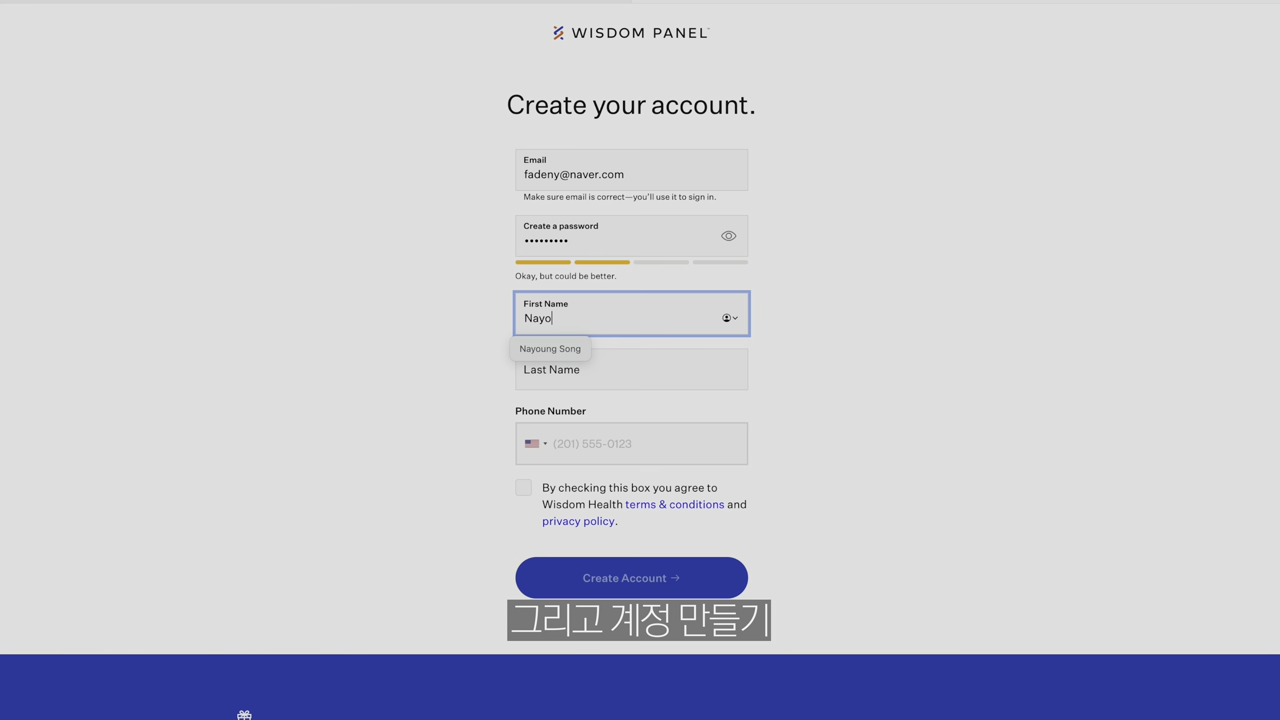 WISDOM PANEL
Create your account.
Email
fadeny@naver.com
Make sure email is correct—you'll use it to sign in.
Create a password
•••••••••
Okay, but could be better.
First Name
Nayo
Nayoung Song
Last Name
Phone Number
(201) 555-0123
By checking this box you agree to
Wisdom Health terms & conditions and
privacy policy.
Create Account →
그리고 계정 만들기